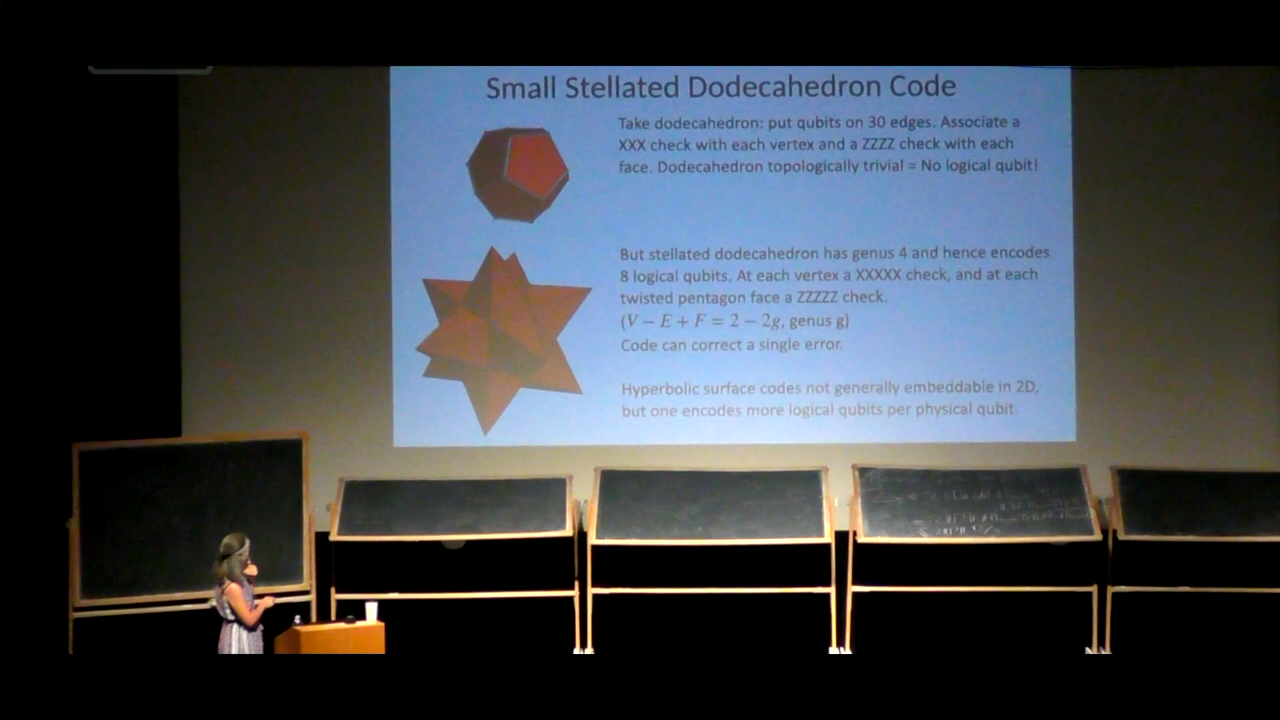 Small Stellated Dodecahedron Code
Take dodecahedron: put qubits on 30 edges. Associate a
XXX check with each vertex and a ZZZZ check with each
face. Dodecahedron topologically trivial = No logical qubit!
But stellated dodecahedron has genus 4 and hence encodes
8 logical qubits. At each vertex a XXXXX check, and at each
twisted pentagon face a ZZZZZ check.
(V − E + F = 2 − 2g, genus g)
Code can correct a single error.
Hyperbolic surface codes not generally embeddable in 2D,
but one encodes more logical qubits per physical qubit.